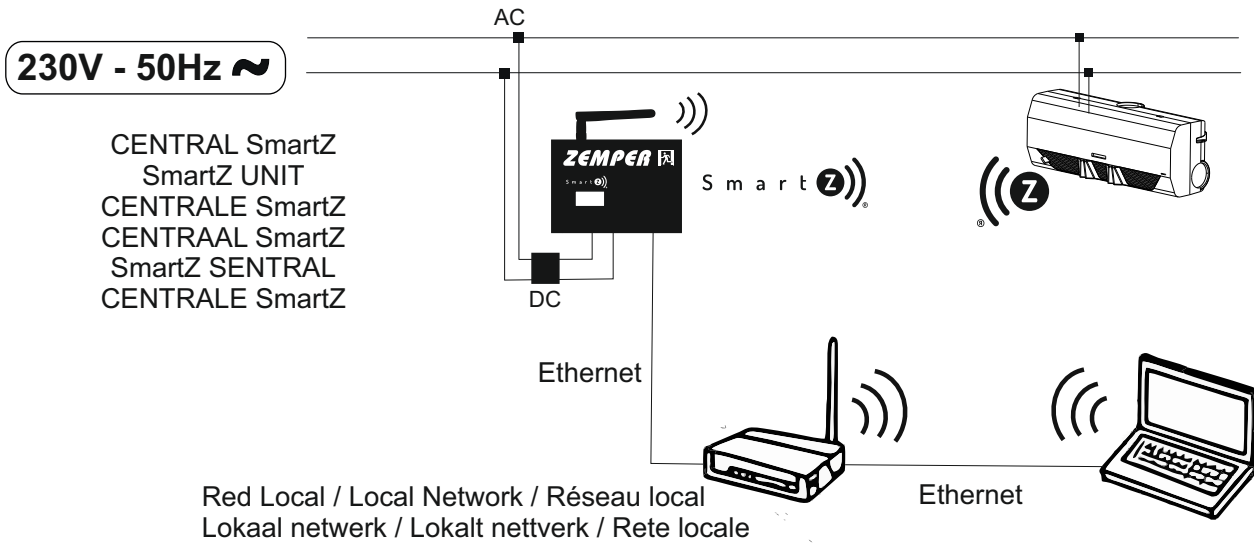 AC
230V - 50Hz ~
CENTRAL SmartZ
SmartZ UNIT
CENTRALE SmartZ
CENTRAAL SmartZ
SmartZ SENTRAL
CENTRALE SmartZ
ZEMPER
Smart Z
Smart Z ®
® Z
DC
Ethernet
Ethernet
Red Local / Local Network / Réseau local
Lokaal netwerk / Lokalt nettverk / Rete locale